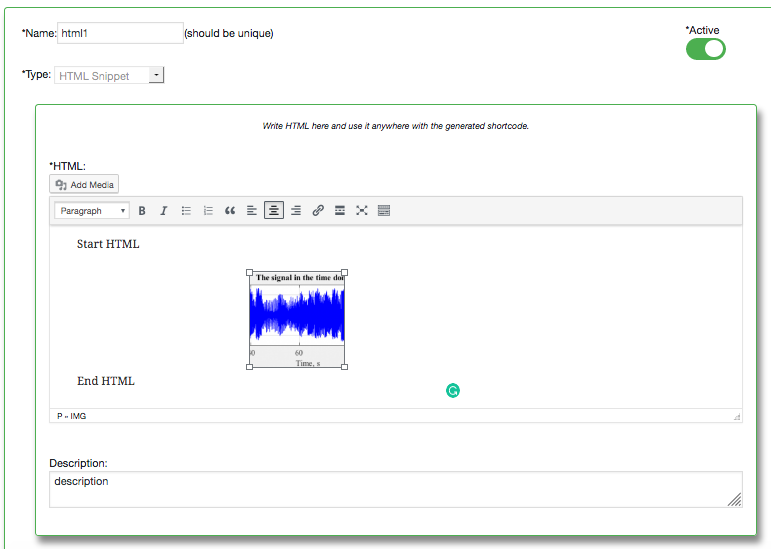 *Name: html1 (should be unique)
*Active
*Type: HTML Snippet
Write HTML here and use it anywhere with the generated shortcode.
*HTML:
Add Media
Paragraph B I
Start HTML
The signal in the time do
60
Time, s
End HTML
P » IMG
Description:
description